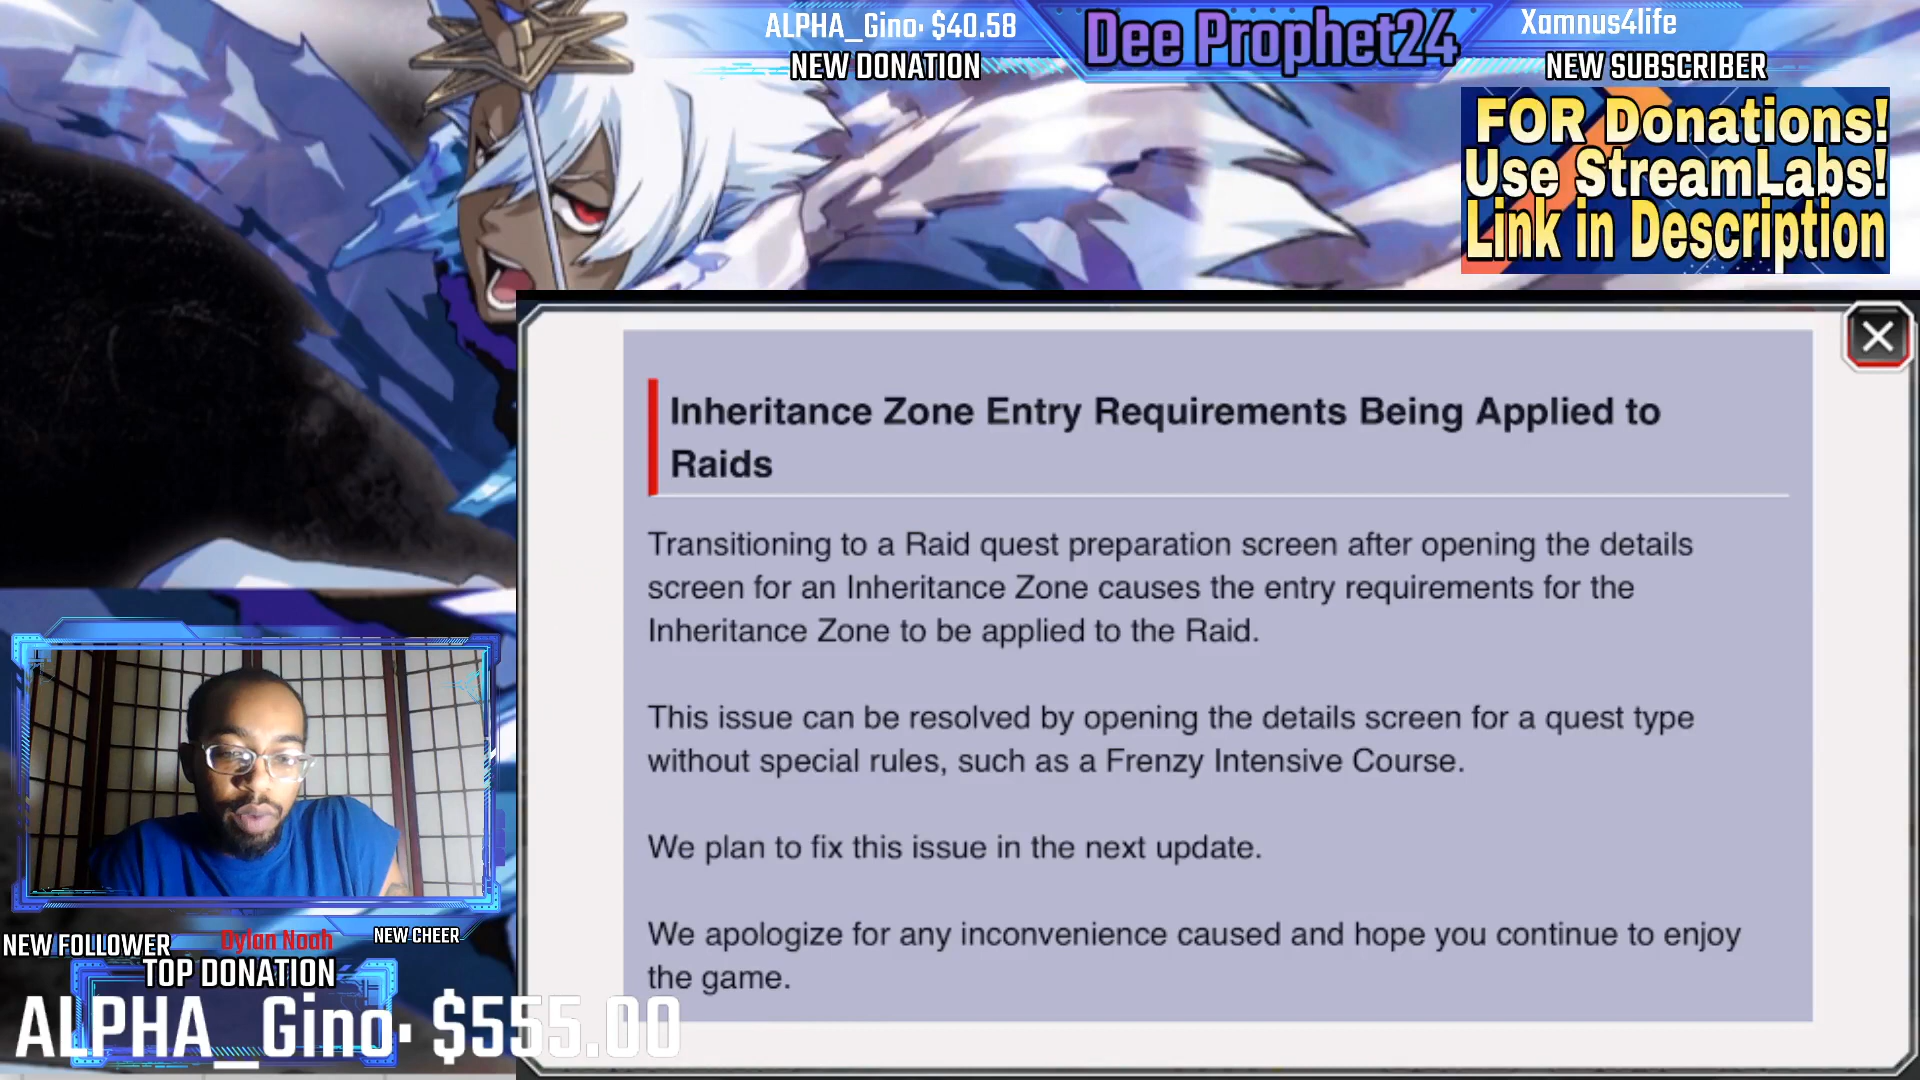 ALPHA_Gino: $40.58
NEW DONATION
Dee Prophet24
Xamnus4life
NEW SUBSCRIBER
FOR Donations!
Use StreamLabs!
Link in Description
Inheritance Zone Entry Requirements Being Applied to
Raids
Transitioning to a Raid quest preparation screen after opening the details
screen for an Inheritance Zone causes the entry requirements for the
Inheritance Zone to be applied to the Raid.
This issue can be resolved by opening the details screen for a quest type
without special rules, such as a Frenzy Intensive Course.
We plan to fix this issue in the next update.
We apologize for any inconvenience caused and hope you continue to enjoy
the game.
NEW FOLLOWER
Dylan Noah
NEW CHEER
TOP DONATION
ALPHA_Gino: $555.00